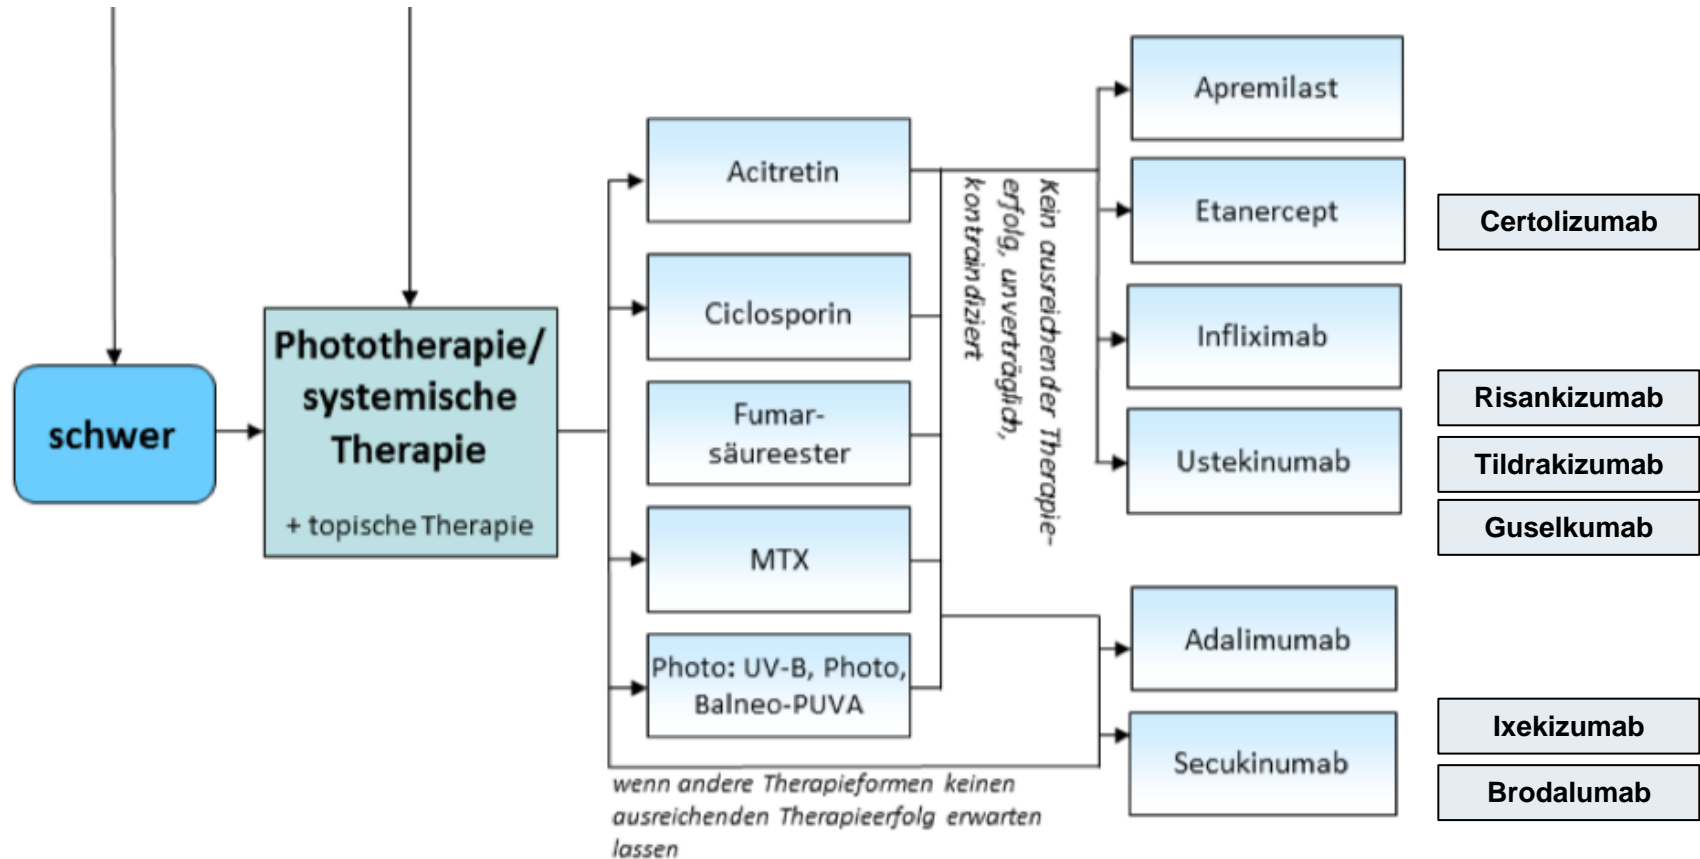 schwer
Phototherapie/
systemische
Therapie
+ topische Therapie
Acitretin
Ciclosporin
Fumar-
säureester
MTX
Photo: UV-B, Photo,
Balneo-PUVA
Kein ausreichender Therapie-
erfolg, unverträglich,
kontraindiziert
wenn andere Therapieformen keinen
ausreichenden Therapieerfolg erwarten
lassen
Apremilast
Etanercept
Infliximab
Ustekinumab
Adalimumab
Secukinumab
Certolizumab
Risankizumab
Tildrakizumab
Guselkumab
Ixekizumab
Brodalumab